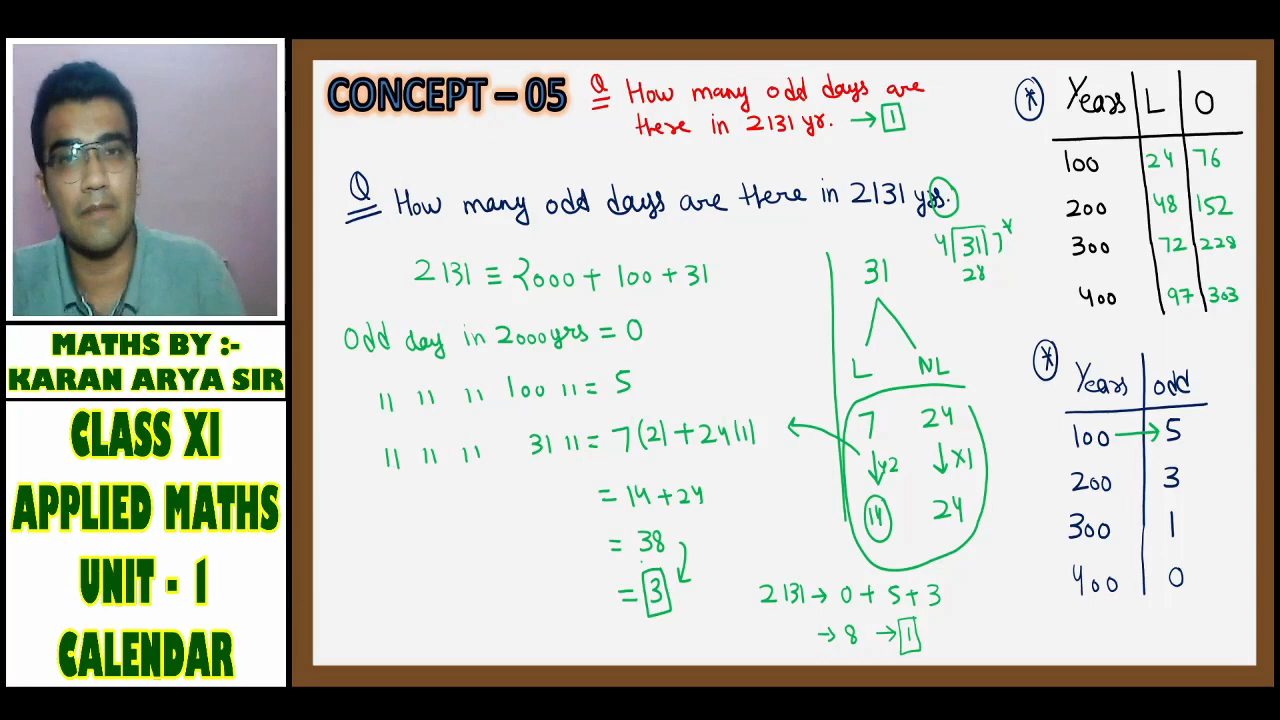 CONCEPT – 05
Q How many odd days are
there in 2131 yr. → 1
Q How many odd days are there in 2131 yrs.
2131 ≡ 2000 + 100 + 31
Odd day in 2000 yrs = 0
" " " 100 " = 5
" " " 31 " = 7(2) + 24(1)
= 14 + 24
= 38
= 3
4)31(7*
28
31
L NL
7 24
↓x2 ↓x1
14 24
2131 → 0 + 5 + 3
→ 8 → 1
* Years L O
100 24 76
200 48 152
300 72 228
400 97 303
* Years odd
100 → 5
200 3
300 1
400 0
MATHS BY :-
KARAN ARYA SIR
CLASS XI
APPLIED MATHS
UNIT - 1
CALENDAR